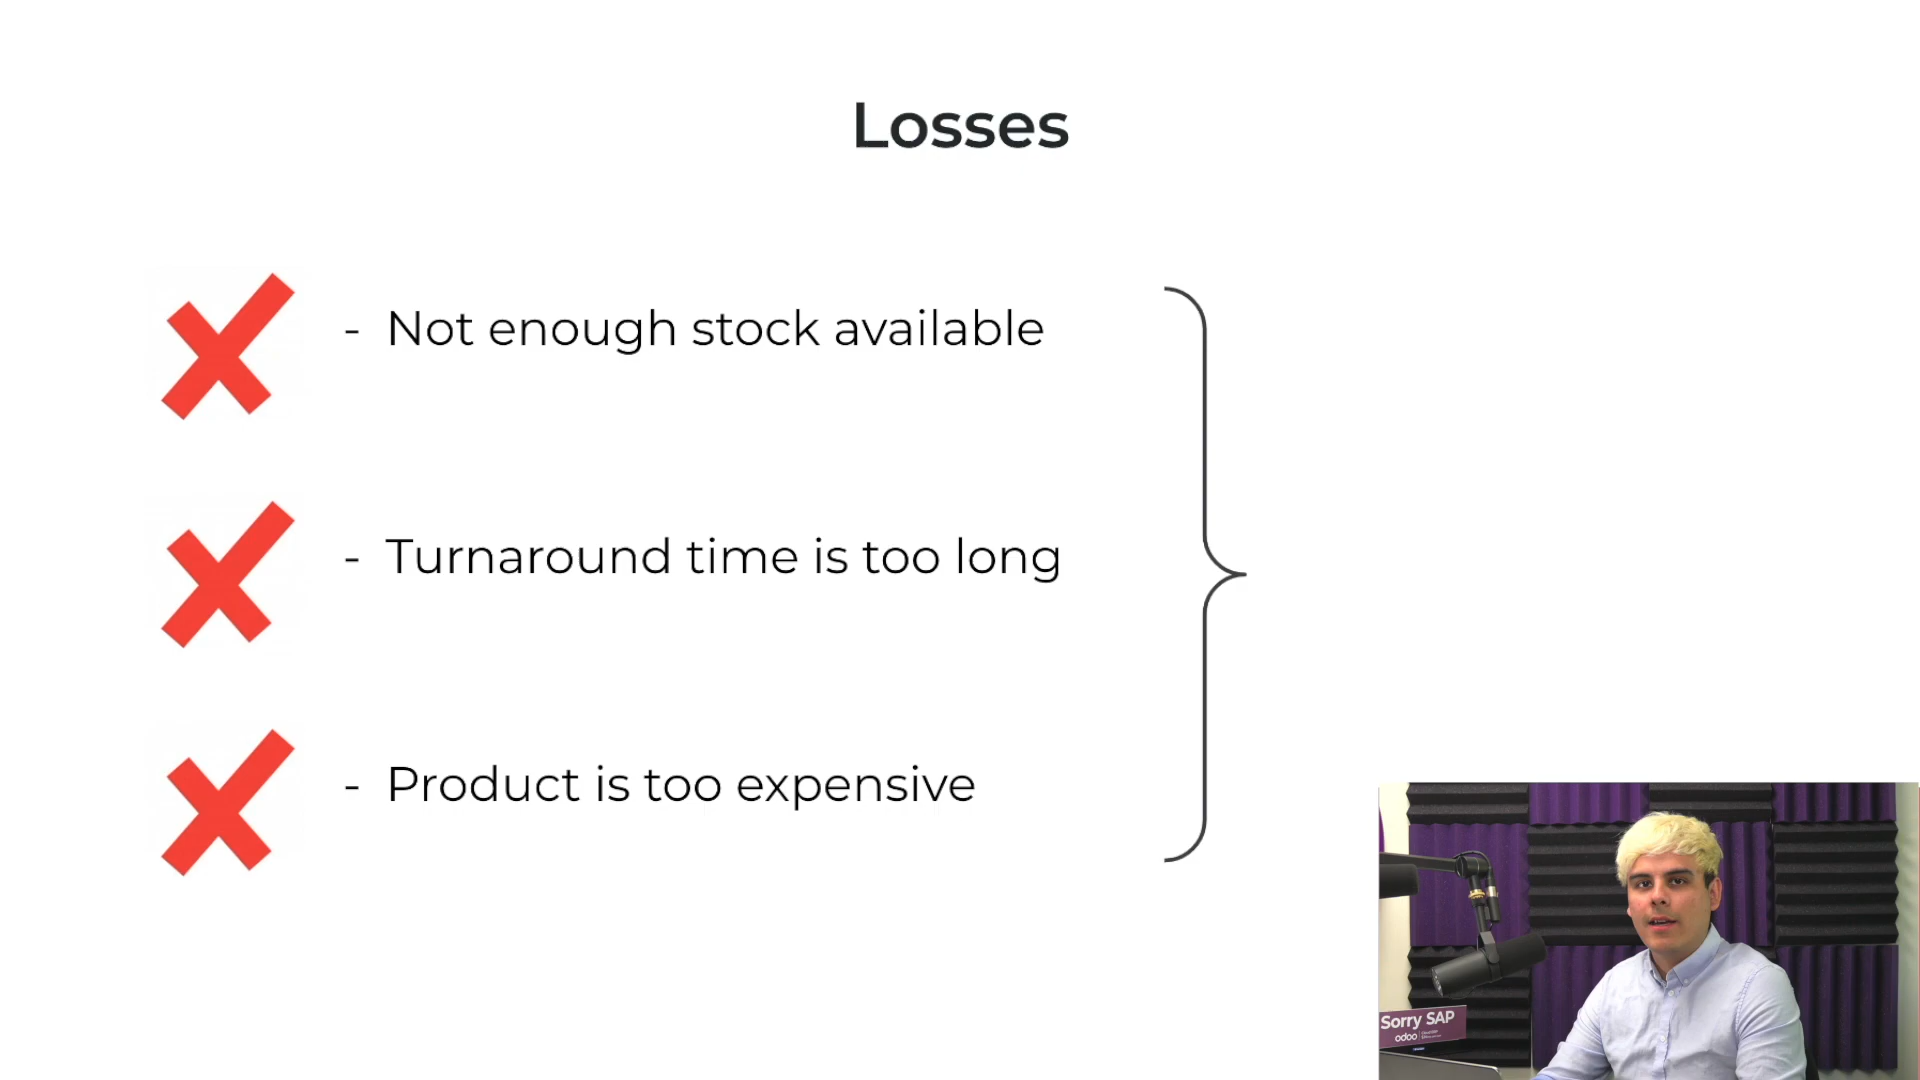 Losses
- Not enough stock available
- Turnaround time is too long
- Product is too expensive
Sorry SAP
odoo